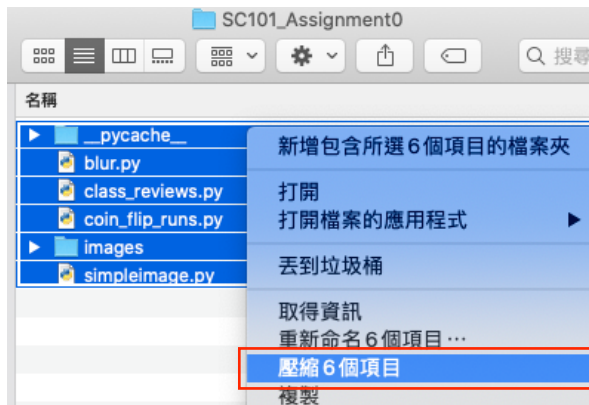 SC101_Assignment0
搜尋
名稱
__pycache__
blur.py
class_reviews.py
coin_flip_runs.py
images
simpleimage.py
新增包含所選6個項目的檔案夾
打開
打開檔案的應用程式
丟到垃圾桶
取得資訊
重新命名6個項目⋯
壓縮6個項目
複製